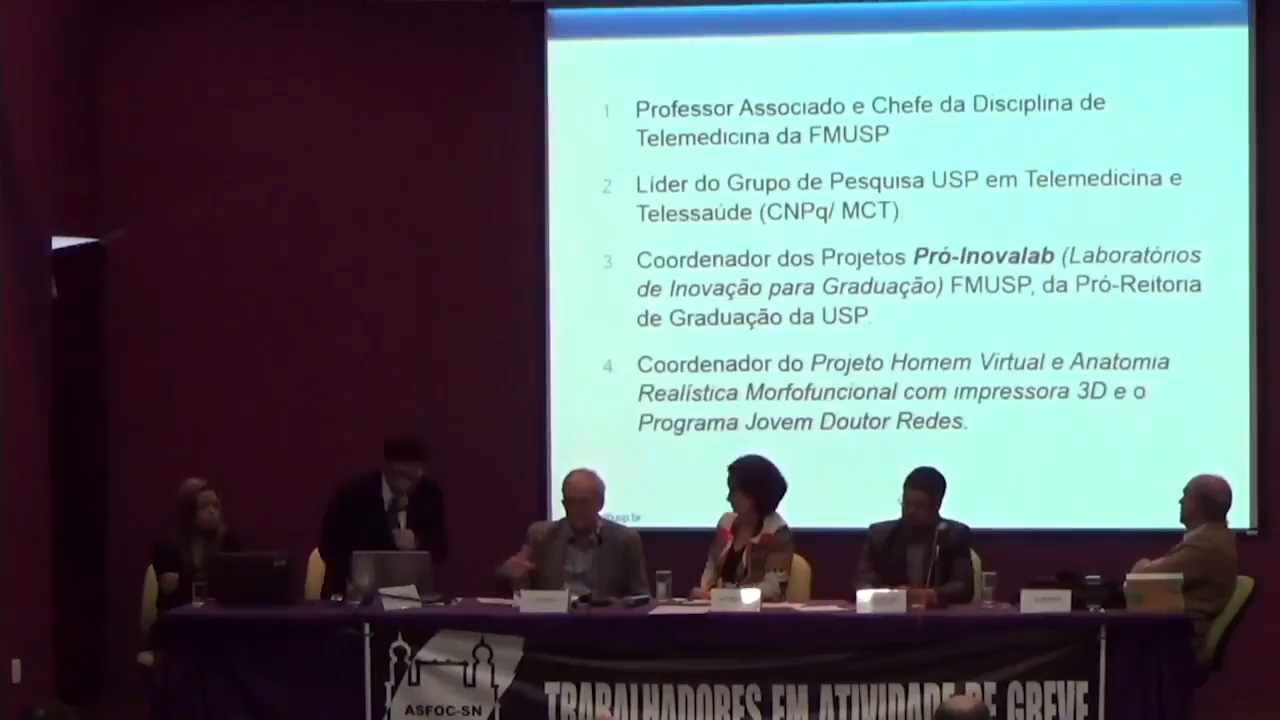 1 Professor Associado e Chefe da Disciplina de
Telemedicina da FMUSP
2 Líder do Grupo de Pesquisa USP em Telemedicina e
Telessaúde (CNPq/ MCT).
3. Coordenador dos Projetos Pró-Inovalab (Laboratórios
de Inovação para Graduação) FMUSP, da Pró-Reitoria
de Graduação da USP.
4. Coordenador do Projeto Homem Virtual e Anatomia
Realística Morfofuncional com impressora 3D e o
Programa Jovem Doutor Redes.
@usp.br
ASFOC-SN
TRABALHADORES EM ATIVIDADE DE GREVE